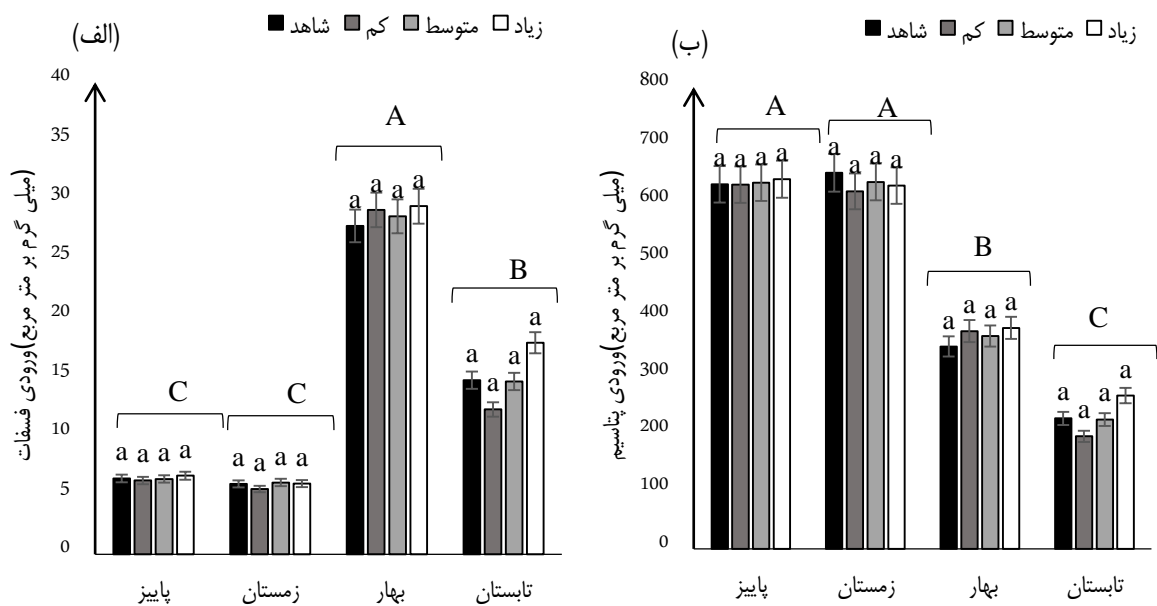 (الف)
شاهد کم متوسط زیاد
ورودی فسفات(میلی گرم بر متر مربع)
40
35
30
25
20
15
10
5
0
C
C
A
B
a a a a
a a a a
a a a a
a a a a
پاییز زمستان بهار تابستان
(ب)
شاهد کم متوسط زیاد
ورودی پتاسیم(میلی گرم بر متر مربع)
800
700
600
500
400
300
200
100
0
A
A
B
C
a a a a
a a a a
a a a a
a a a a
پاییز زمستان بهار تابستان